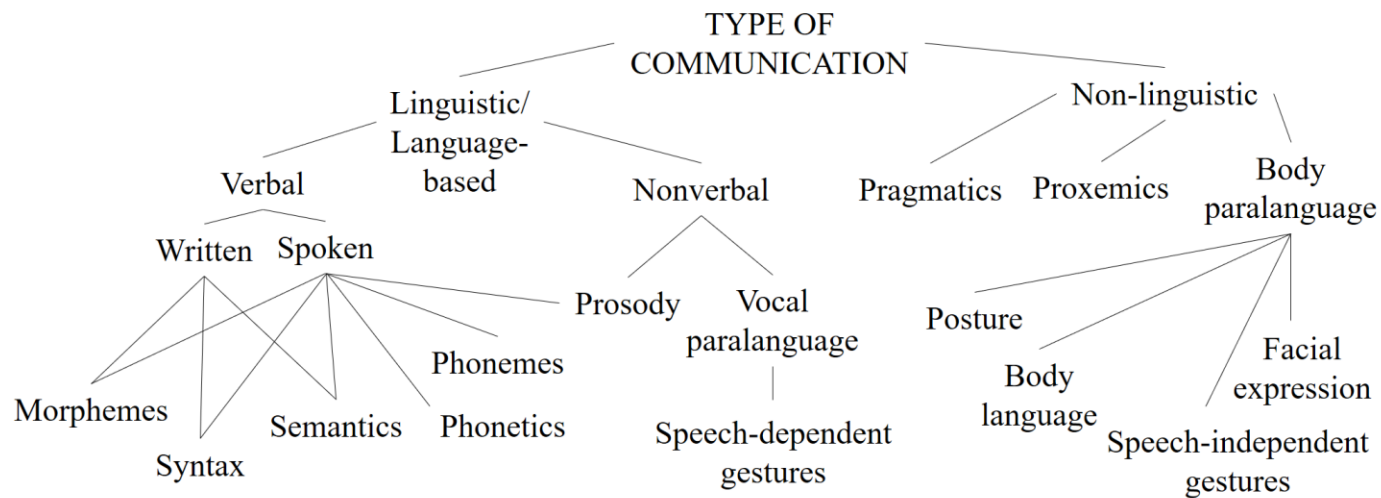 TYPE OF
COMMUNICATION
Linguistic/
Language-
based
Non-linguistic
Verbal
Nonverbal
Pragmatics
Proxemics
Body
paralanguage
Written
Spoken
Prosody
Vocal
paralanguage
Posture
Body
language
Facial
expression
Phonemes
Morphemes
Semantics
Phonetics
Syntax
Speech-dependent
gestures
Speech-independent
gestures